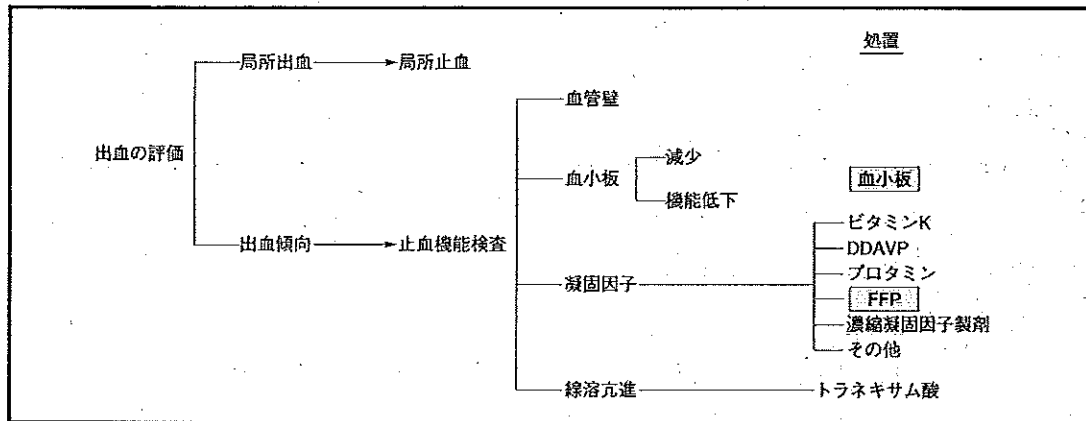 処置
局所出血
局所止血
血管壁
出血の評価
減少
血小板
血小板
機能低下
出血傾向
止血機能検査
ビタミンK
DDAVP
凝固因子
プロタミン
FFP
濃縮凝固因子製剤
その他
線溶亢進
トラネキサム酸